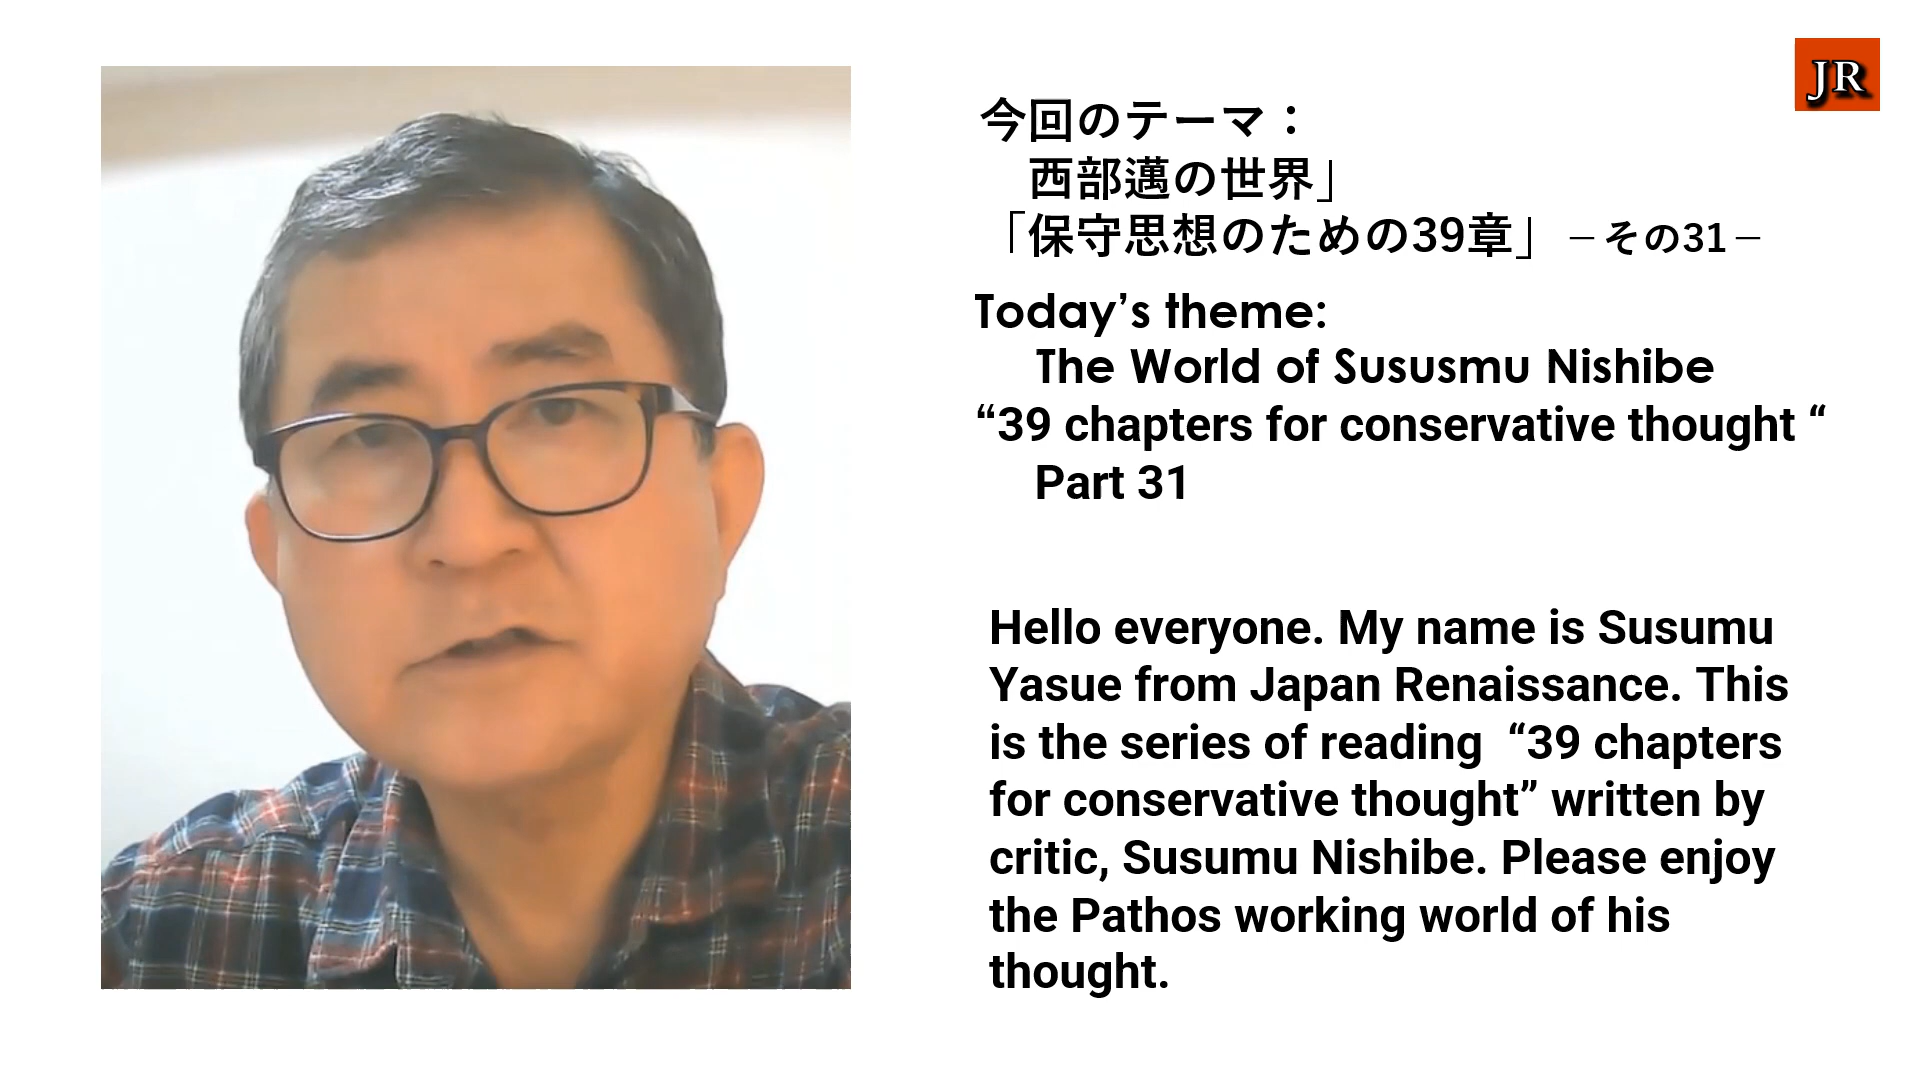 JR
今回のテーマ：
西部邁の世界」
「保守思想のための39章」－その31－
Today’s theme:
The World of Sususmu Nishibe
“39 chapters for conservative thought “
Part 31
Hello everyone. My name is Susumu
Yasue from Japan Renaissance. This
is the series of reading “39 chapters
for conservative thought” written by
critic, Susumu Nishibe. Please enjoy
the Pathos working world of his
thought.